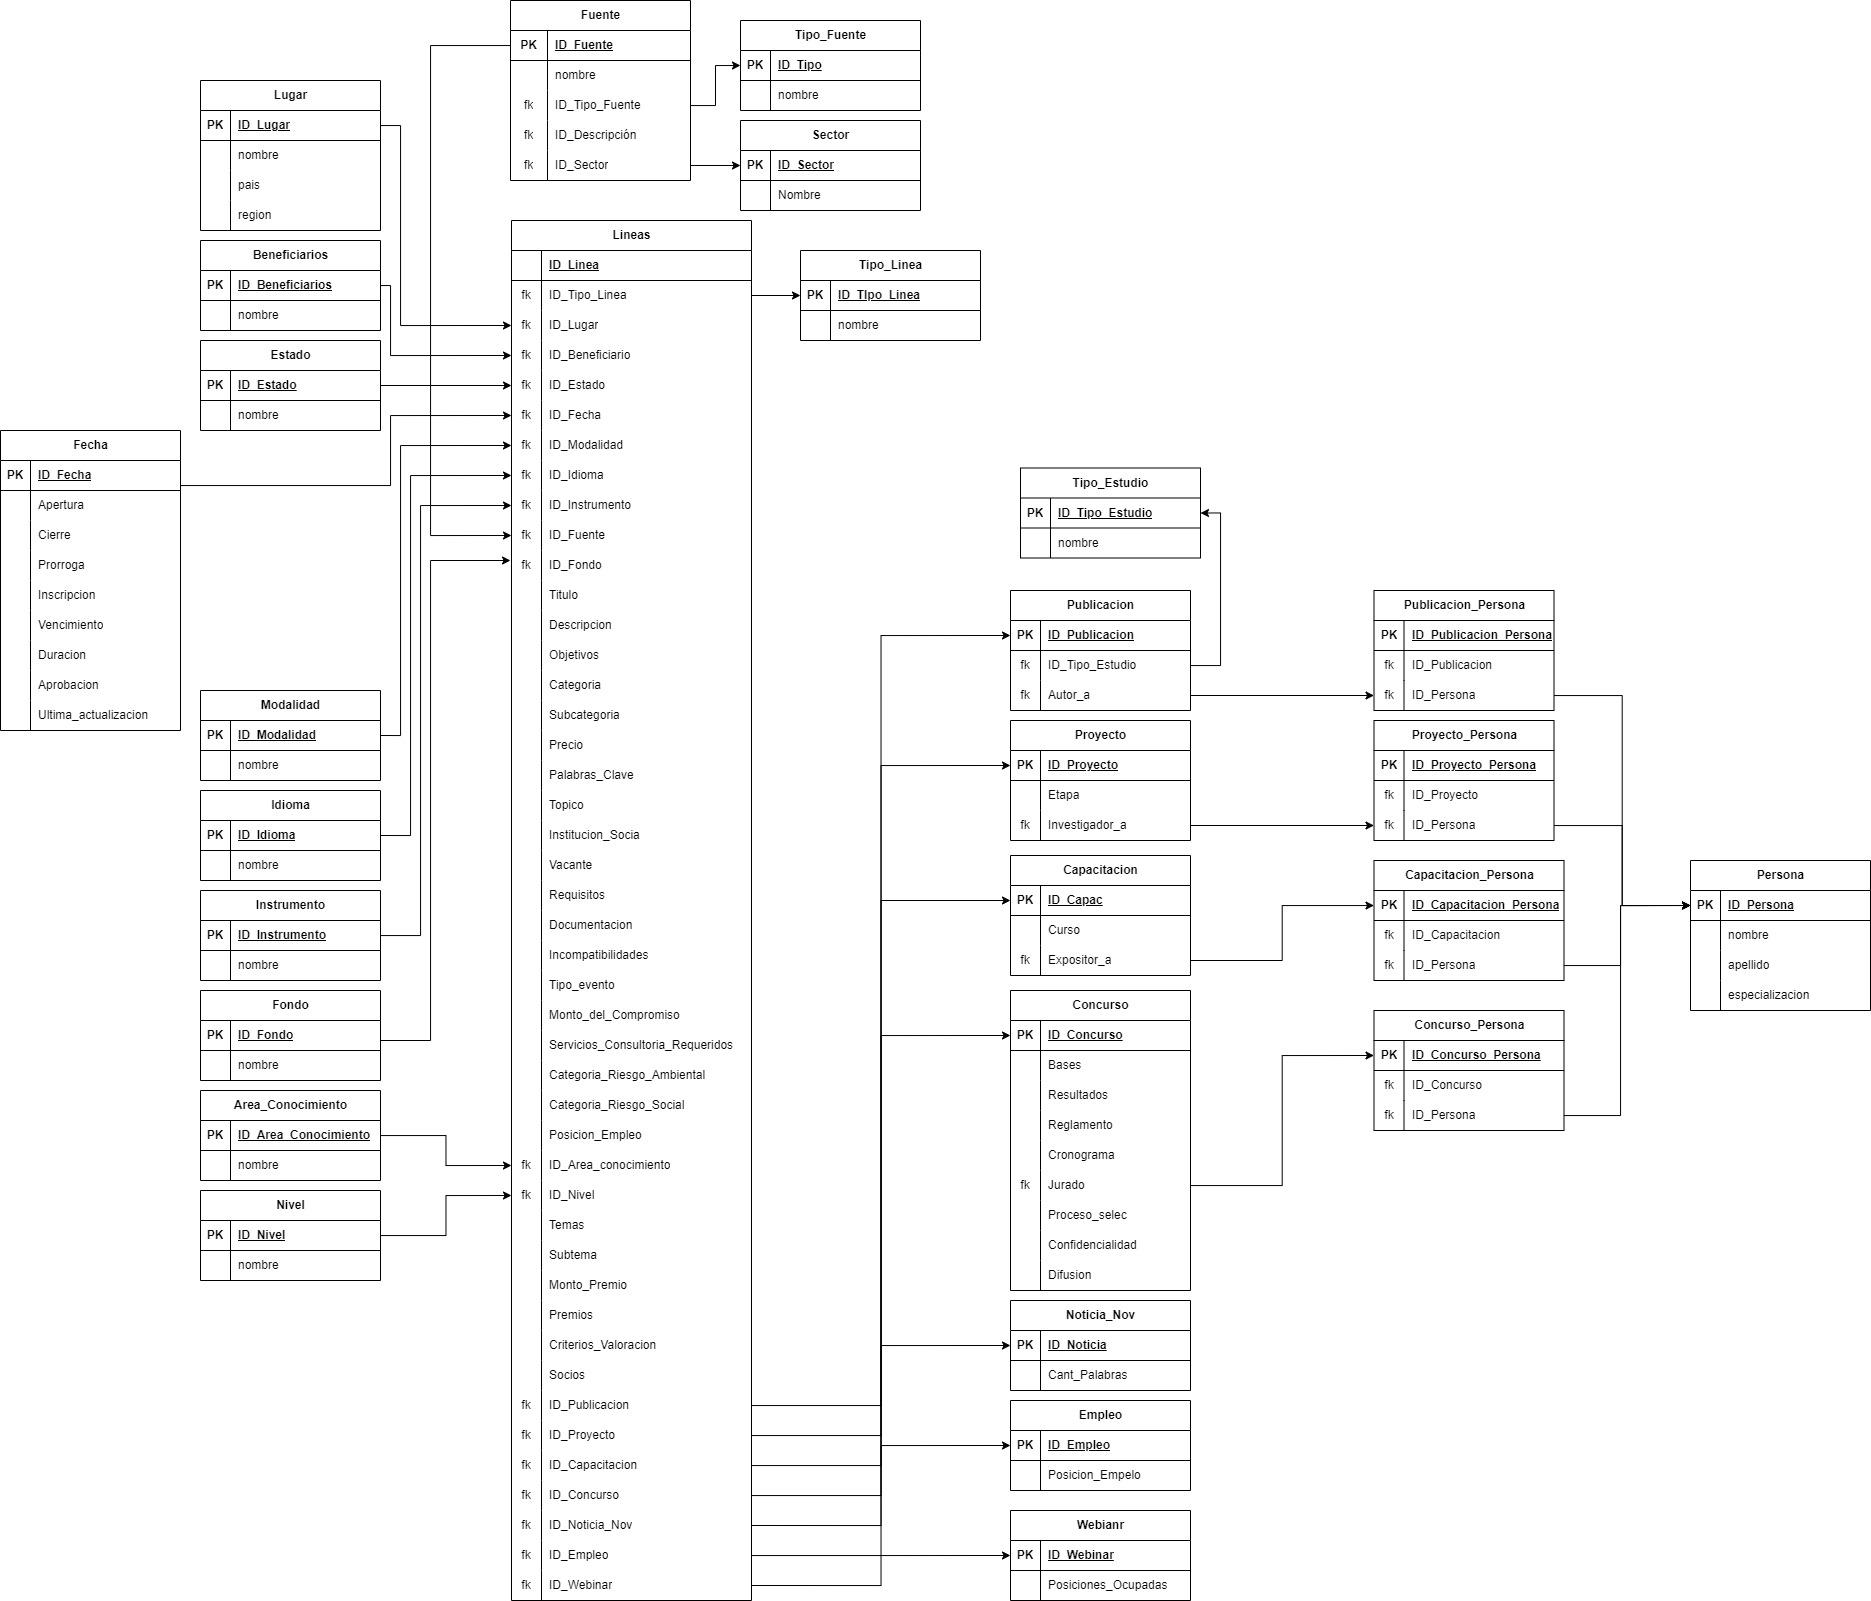 Fuente
PK ID_Fuente
nombre
fk ID_Tipo_Fuente
fk ID_Descripción
fk ID_Sector
Tipo_Fuente
PK ID_Tipo
nombre
Sector
PK ID_Sector
Nombre
Lugar
PK ID_Lugar
nombre
pais
region
Beneficiarios
PK ID_Beneficiarios
nombre
Estado
PK ID_Estado
nombre
Fecha
PK ID_Fecha
Apertura
Cierre
Prorroga
Inscripcion
Vencimiento
Duracion
Aprobacion
Ultima_actualizacion
Modalidad
PK ID_Modalidad
nombre
Idioma
PK ID_Idioma
nombre
Instrumento
PK ID_Instrumento
nombre
Fondo
PK ID_Fondo
nombre
Area_Conocimiento
PK ID_Area_Conocimiento
nombre
Nivel
PK ID_Nivel
nombre
Lineas
ID_Linea
fk ID_Tipo_Linea
fk ID_Lugar
fk ID_Beneficiario
fk ID_Estado
fk ID_Fecha
fk ID_Modalidad
fk ID_Idioma
fk ID_Instrumento
fk ID_Fuente
fk ID_Fondo
Titulo
Descripcion
Objetivos
Categoria
Subcategoria
Precio
Palabras_Clave
Topico
Institucion_Socia
Vacante
Requisitos
Documentacion
Incompatibilidades
Tipo_evento
Monto_del_Compromiso
Servicios_Consultoria_Requeridos
Categoria_Riesgo_Ambiental
Categoria_Riesgo_Social
Posicion_Empleo
fk ID_Area_conocimiento
fk ID_Nivel
Temas
Subtema
Monto_Premio
Premios
Criterios_Valoracion
Socios
fk ID_Publicacion
fk ID_Proyecto
fk ID_Capacitacion
fk ID_Concurso
fk ID_Noticia_Nov
fk ID_Empleo
fk ID_Webinar
Tipo_Linea
PK ID_TIpo_Linea
nombre
Tipo_Estudio
PK ID_Tipo_Estudio
nombre
Publicacion
PK ID_Publicacion
fk ID_Tipo_Estudio
fk Autor_a
Proyecto
PK ID_Proyecto
Etapa
fk Investigador_a
Capacitacion
PK ID_Capac
Curso
fk Expositor_a
Concurso
PK ID_Concurso
Bases
Resultados
Reglamento
Cronograma
fk Jurado
Proceso_selec
Confidencialidad
Difusion
Noticia_Nov
PK ID_Noticia
Cant_Palabras
Empleo
PK ID_Empleo
Posicion_Empelo
Webianr
PK ID_Webinar
Posiciones_Ocupadas
Publicacion_Persona
PK ID_Publicacion_Persona
fk ID_Publicacion
fk ID_Persona
Proyecto_Persona
PK ID_Proyecto_Persona
fk ID_Proyecto
fk ID_Persona
Capacitacion_Persona
PK ID_Capacitacion_Persona
fk ID_Capacitacion
fk ID_Persona
Concurso_Persona
PK ID_Concurso_Persona
fk ID_Concurso
fk ID_Persona
Persona
PK ID_Persona
nombre
apellido
especializacion